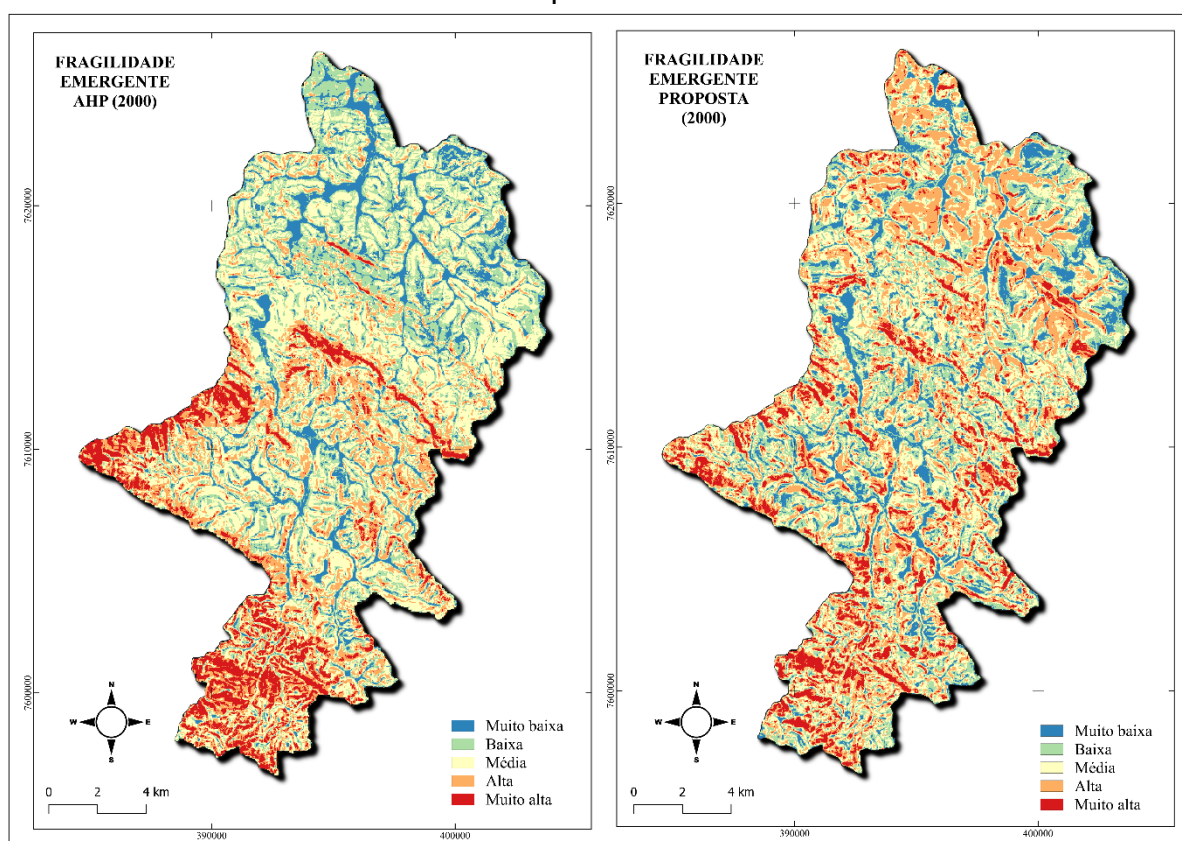 FRAGILIDADE
EMERGENTE
AHP (2000)
7620000
7610000
7600000
N
W
E
S
0 2 4 km
Muito baixa
Baixa
Média
Alta
Muito alta
390000
400000
FRAGILIDADE
EMERGENTE
PROPOSTA
(2000)
7620000
7610000
7600000
N
W
E
S
0 2 4 km
Muito baixa
Baixa
Média
Alta
Muito alta
390000
400000